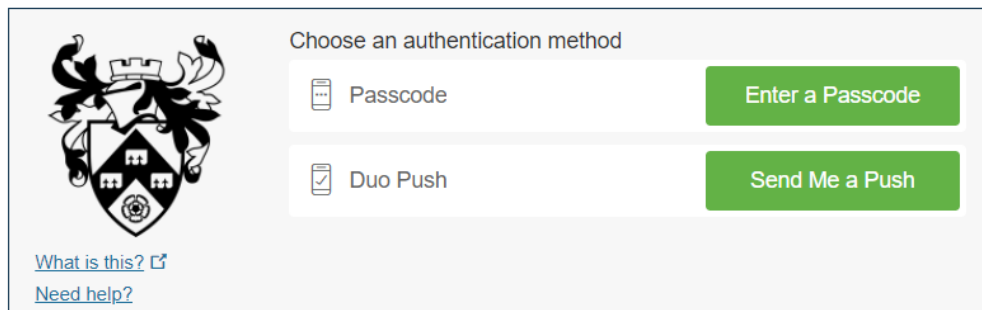 Choose an authentication method
Passcode
Enter a Passcode
Duo Push
Send Me a Push
What is this?
Need help?